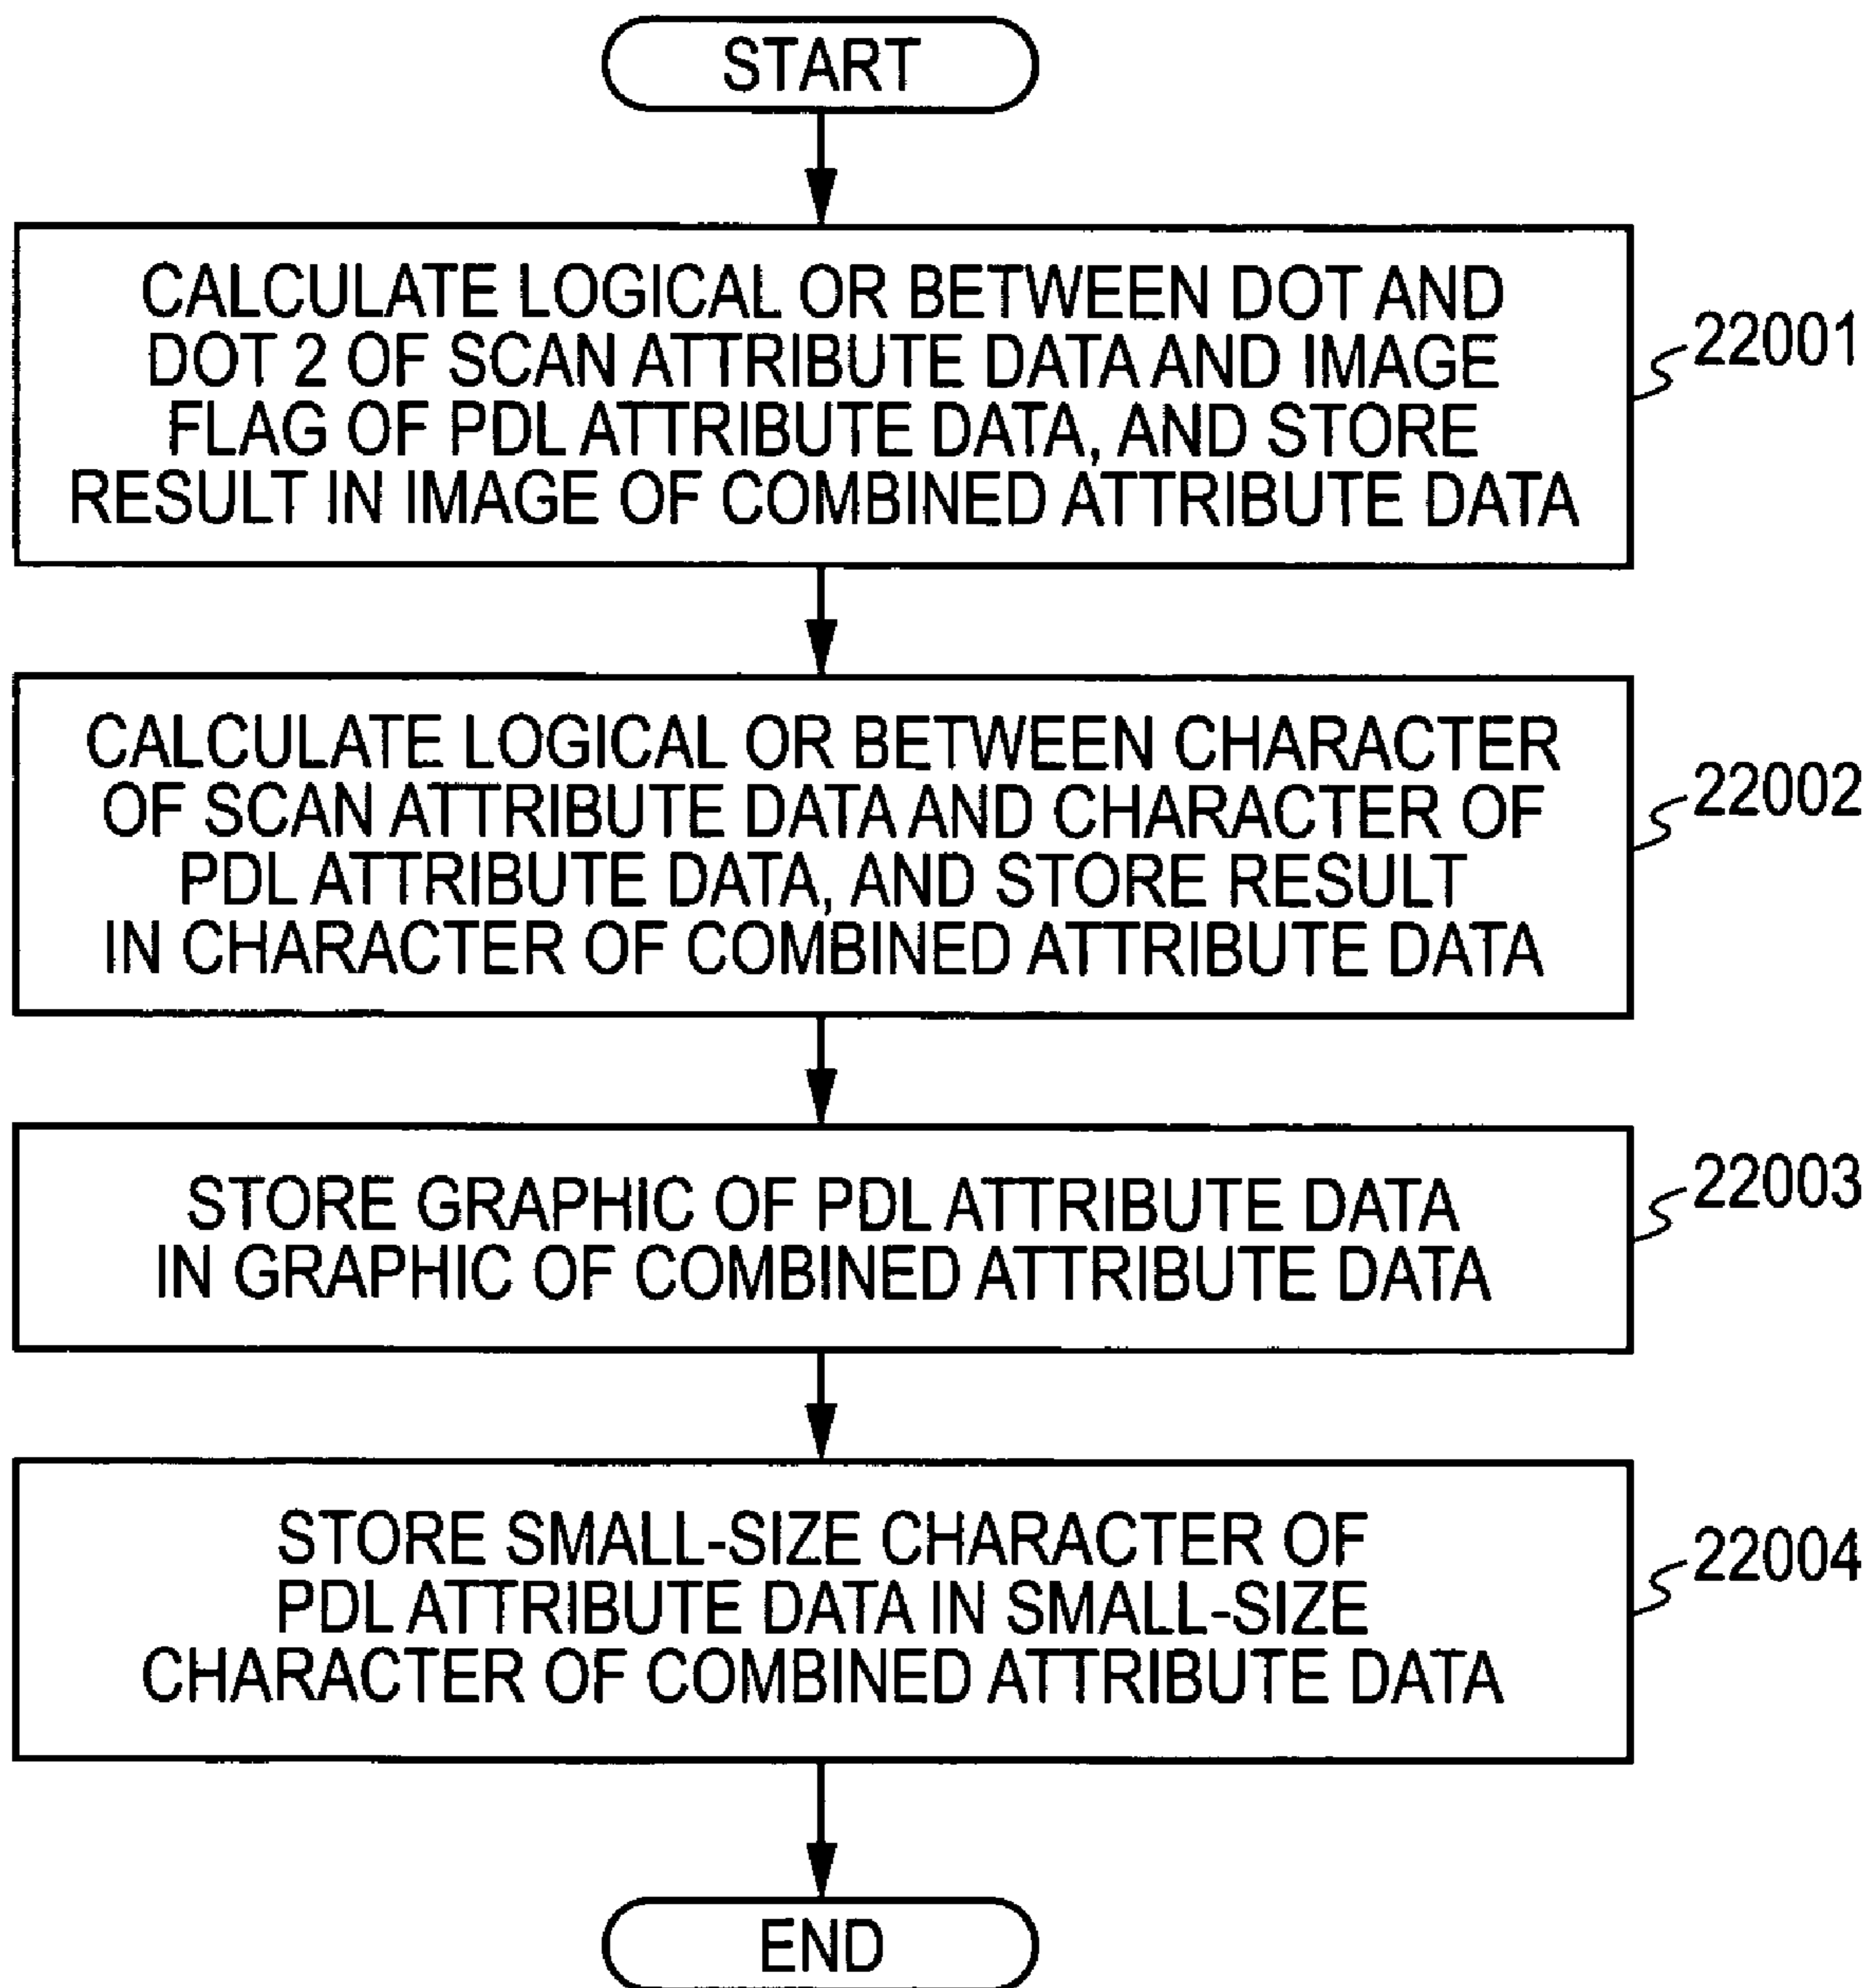 START
CALCULATE LOGICAL OR BETWEEN DOT AND
DOT 2 OF SCAN ATTRIBUTE DATA AND IMAGE
FLAG OF PDL ATTRIBUTE DATA, AND STORE
RESULT IN IMAGE OF COMBINED ATTRIBUTE DATA
22001
CALCULATE LOGICAL OR BETWEEN CHARACTER
OF SCAN ATTRIBUTE DATA AND CHARACTER OF
PDL ATTRIBUTE DATA, AND STORE RESULT
IN CHARACTER OF COMBINED ATTRIBUTE DATA
22002
STORE GRAPHIC OF PDL ATTRIBUTE DATA
IN GRAPHIC OF COMBINED ATTRIBUTE DATA
22003
STORE SMALL-SIZE CHARACTER OF
PDL ATTRIBUTE DATA IN SMALL-SIZE
CHARACTER OF COMBINED ATTRIBUTE DATA
22004
END